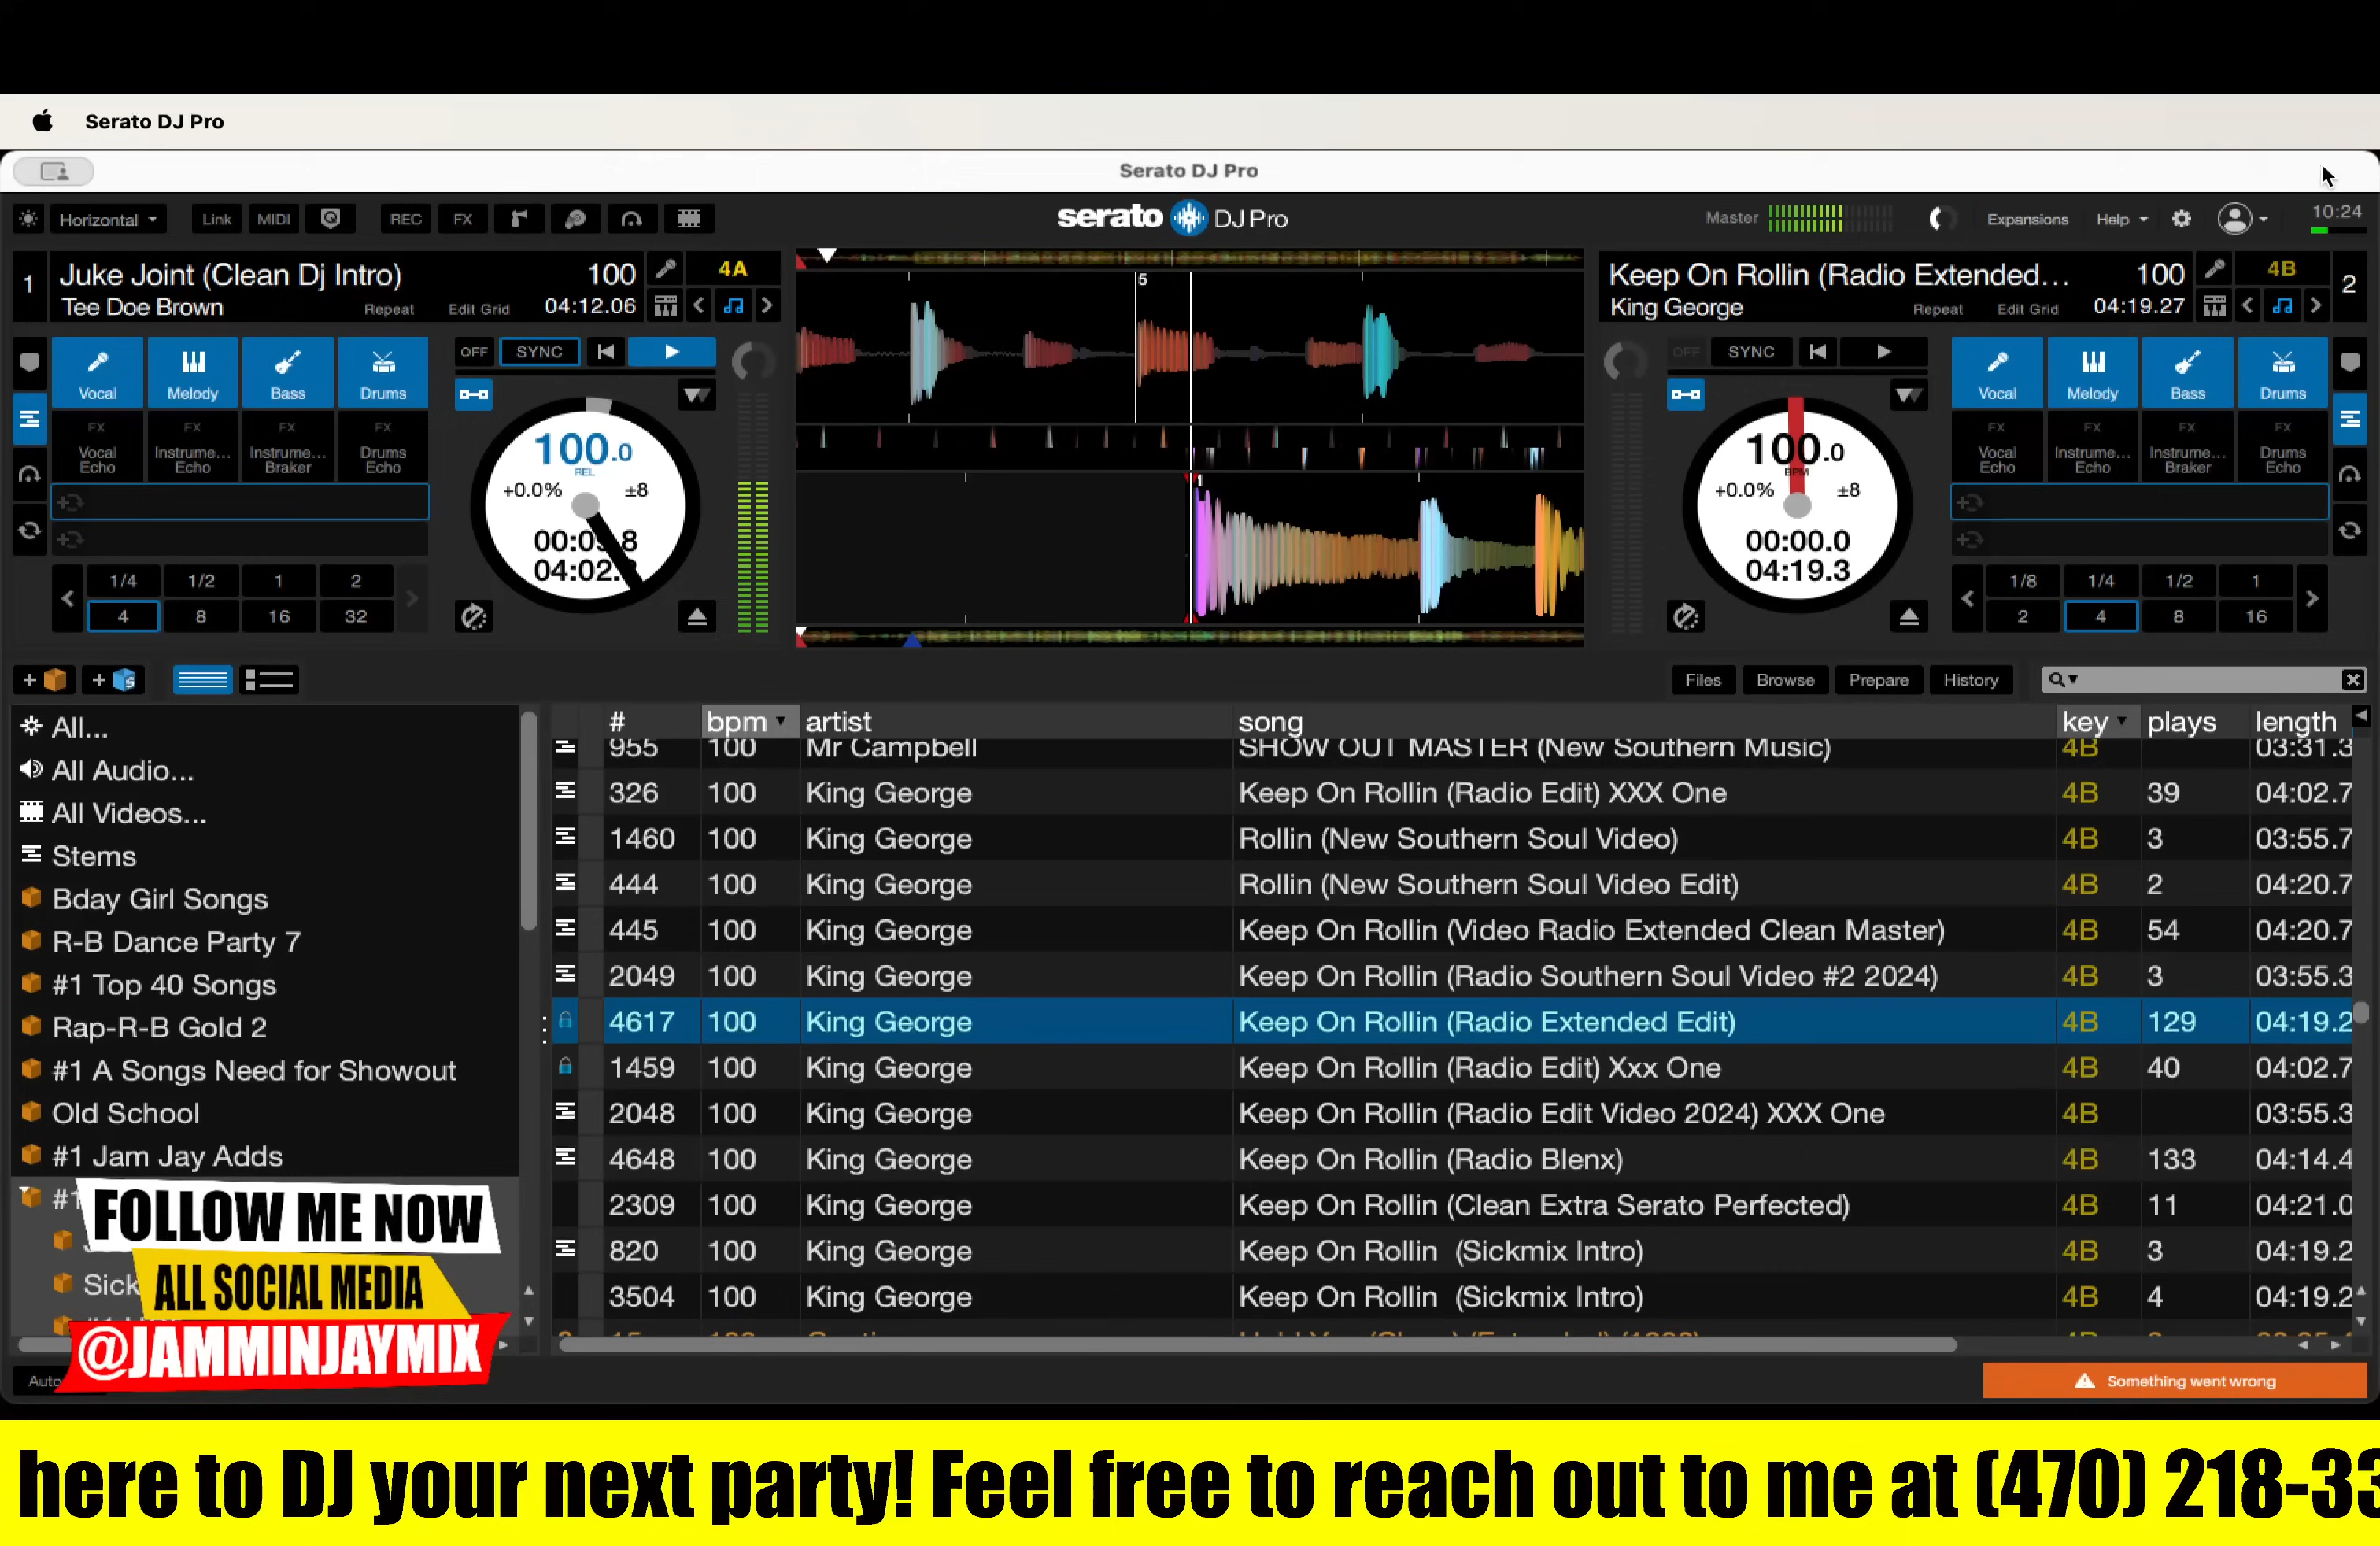 Serato DJ Pro
Serato DJ Pro
Horizontal
Link
MIDI
REC
FX
serato DJ Pro
Master
Expansions
Help
10:24
1
Juke Joint (Clean Dj Intro)
100
4A
Tee Doe Brown
Repeat
Edit Grid
04:12.06
Keep On Rollin (Radio Extended...
100
4B
2
King George
Repeat
Edit Grid
04:19.27
Vocal
Melody
Bass
Drums
OFF
SYNC
FX
FX
FX
FX
Vocal Echo
Instrume... Echo
Instrume... Braker
Drums Echo
100.0
REL
+0.0%
±8
04:02.
1/4
1/2
1
2
4
8
16
32
5
1
OFF
SYNC
100.0
BPM
+0.0%
±8
00:00.0
04:19.3
Vocal
Melody
Bass
Drums
FX
FX
FX
FX
Vocal Echo
Instrume... Echo
Instrume... Braker
Drums Echo
1/8
1/4
1/2
1
2
4
8
16
Files
Browse
Prepare
History
All...
All Audio...
All Videos...
Stems
Bday Girl Songs
R-B Dance Party 7
#1 Top 40 Songs
Rap-R-B Gold 2
#1 A Songs Need for Showout
Old School
#1 Jam Jay Adds
#1
Sick
# bpm artist song key plays length
955 100 Mr Campbell SHOW OUT MASTER (New Southern Music) 4B 03:31.3
326 100 King George Keep On Rollin (Radio Edit) XXX One 4B 39 04:02.7
1460 100 King George Rollin (New Southern Soul Video) 4B 3 03:55.7
444 100 King George Rollin (New Southern Soul Video Edit) 4B 2 04:20.7
445 100 King George Keep On Rollin (Video Radio Extended Clean Master) 4B 54 04:20.7
2049 100 King George Keep On Rollin (Radio Southern Soul Video #2 2024) 4B 3 03:55.3
4617 100 King George Keep On Rollin (Radio Extended Edit) 4B 129 04:19.2
1459 100 King George Keep On Rollin (Radio Edit) Xxx One 4B 40 04:02.7
2048 100 King George Keep On Rollin (Radio Edit Video 2024) XXX One 4B 03:55.3
4648 100 King George Keep On Rollin (Radio Blenx) 4B 133 04:14.4
2309 100 King George Keep On Rollin (Clean Extra Serato Perfected) 4B 11 04:21.0
820 100 King George Keep On Rollin (Sickmix Intro) 4B 3 04:19.2
3504 100 King George Keep On Rollin (Sickmix Intro) 4B 4 04:19.2
FOLLOW ME NOW
ALL SOCIAL MEDIA
@JAMMINJAYMIX
Auto
Something went wrong
here to DJ your next party! Feel free to reach out to me at (470) 218-33